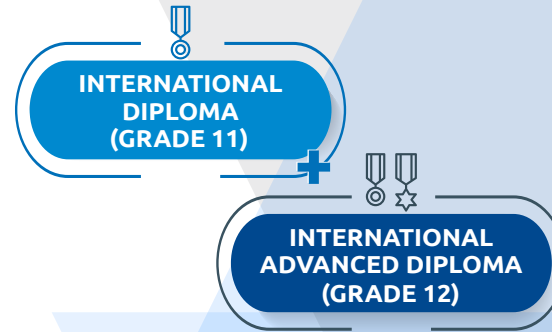 INTERNATIONAL
DIPLOMA
(GRADE 11)
INTERNATIONAL
ADVANCED DIPLOMA
(GRADE 12)